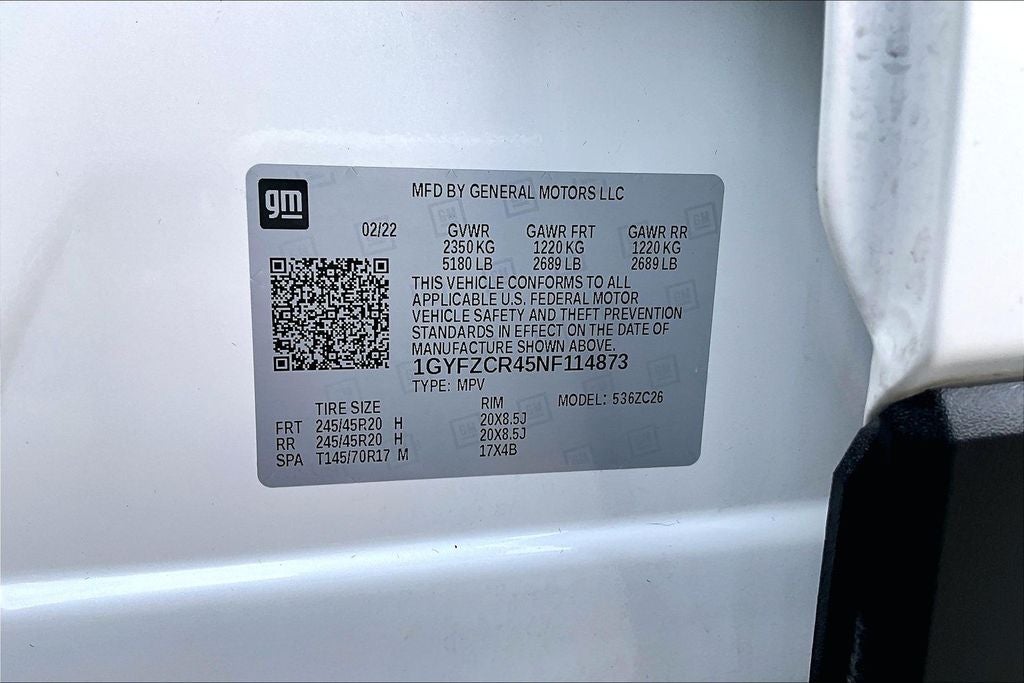 gm
MFD BY GENERAL MOTORS LLC
02/22 GVWR GAWR FRT GAWR RR
2350 KG 1220 KG 1220 KG
5180 LB 2689 LB 2689 LB
THIS VEHICLE CONFORMS TO ALL
APPLICABLE U.S. FEDERAL MOTOR
VEHICLE SAFETY AND THEFT PREVENTION
STANDARDS IN EFFECT ON THE DATE OF
MANUFACTURE SHOWN ABOVE.
1GYFZCR45NF114873
TYPE: MPV
MODEL: 536ZC26
TIRE SIZE RIM
FRT 245/45R20 H 20X8.5J
RR 245/45R20 H 20X8.5J
SPA T145/70R17 M 17X4B